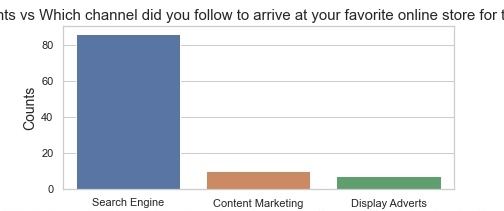 vs Which channel did you follow to arrive at your favorite online store for
Counts
80
60
40
20
0
Search Engine
Content Marketing
Display Adverts